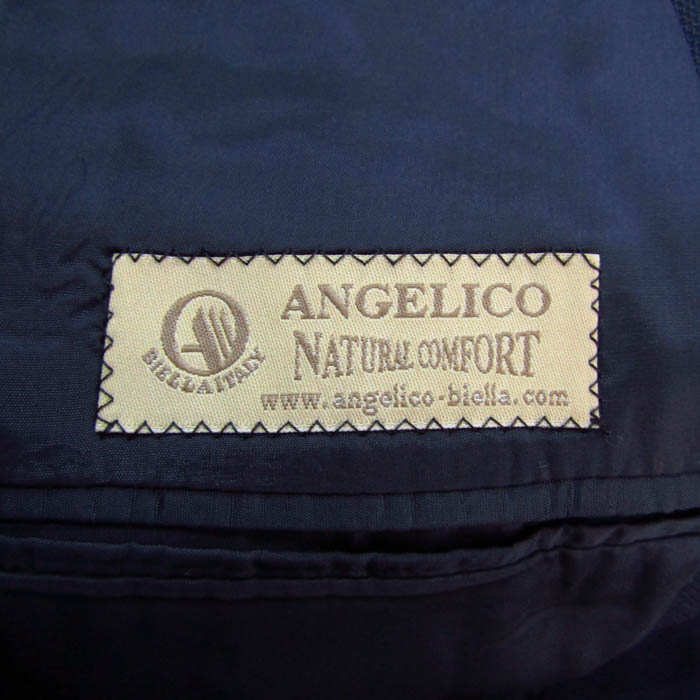 ANGELICO
NATURAL COMFORT
www.angelico-biella.com
BIELLA ITALY